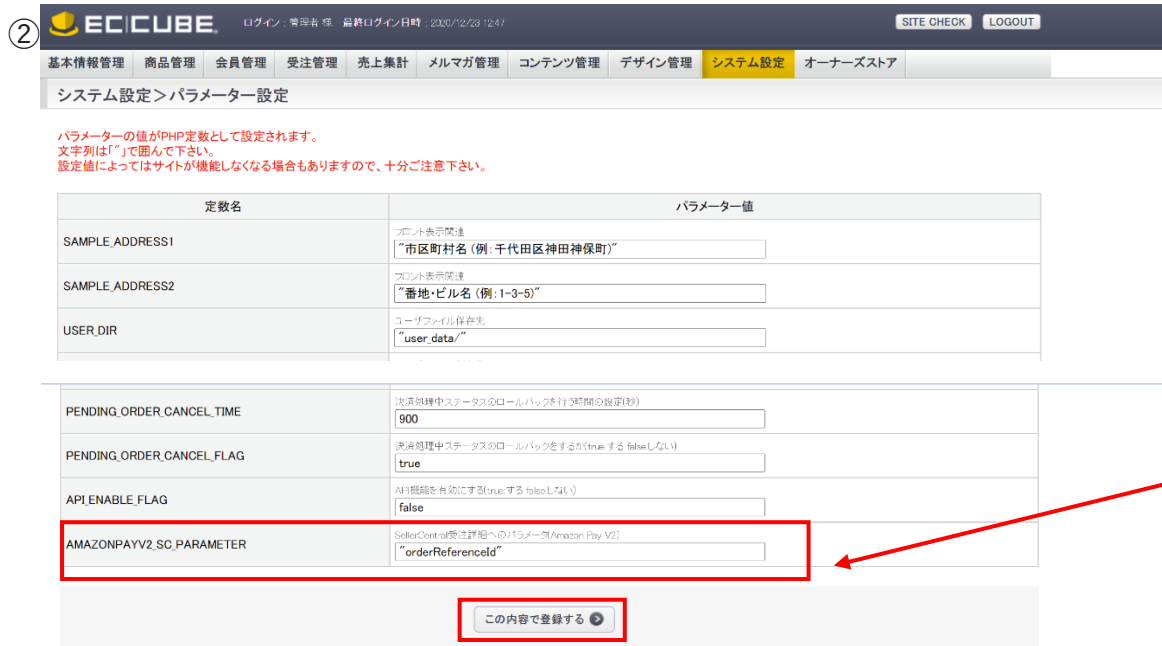 ②
EC|CUBE. ログイン : 管理者 様 最終ログイン日時 : 2020/12/23 12:47 SITE CHECK LOGOUT
基本情報管理 商品管理 会員管理 受注管理 売上集計 メルマガ管理 コンテンツ管理 デザイン管理 システム設定 オーナーズストア
システム設定＞パラメーター設定
パラメーターの値がPHP定数として設定されます。
文字列は「"」で囲んで下さい。
設定値によってはサイトが機能しなくなる場合もありますので、十分ご注意下さい。
定数名 パラメーター値
フロント表示関連
SAMPLE_ADDRESS1 "市区町村名 (例:千代田区神田神保町)"
フロント表示関連
SAMPLE_ADDRESS2 "番地・ビル名 (例:1-3-5)"
ユーザファイル保存先
USER_DIR "user_data/"
決済処理中ステータスのロールバックを行う時間の設定(秒)
PENDING_ORDER_CANCEL_TIME 900
決済処理中ステータスのロールバックをするか(true:する false:しない)
PENDING_ORDER_CANCEL_FLAG true
API機能を有効にする(true:する false:しない)
API_ENABLE_FLAG false
SellerCentral受注詳細へのパラメータ(Amazon Pay V2)
AMAZONPAYV2_SC_PARAMETER "orderReferenceId"
この内容で登録する